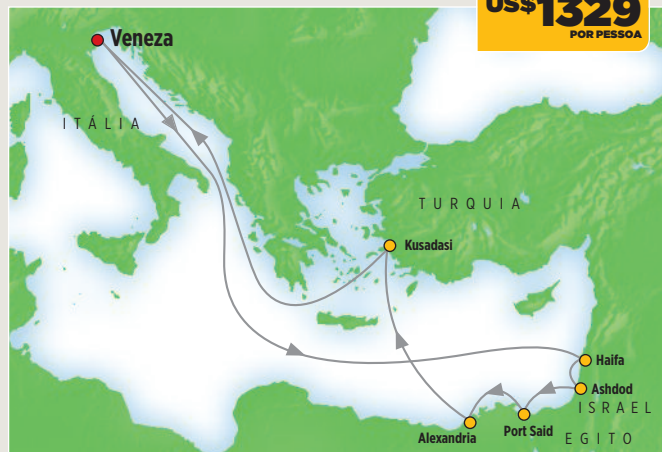 US$1329
POR PESSOA
Veneza
ITÁLIA
TURQUIA
Kusadasi
Haifa
Ashdod
ISRAEL
Port Said
Alexandria
EGITO